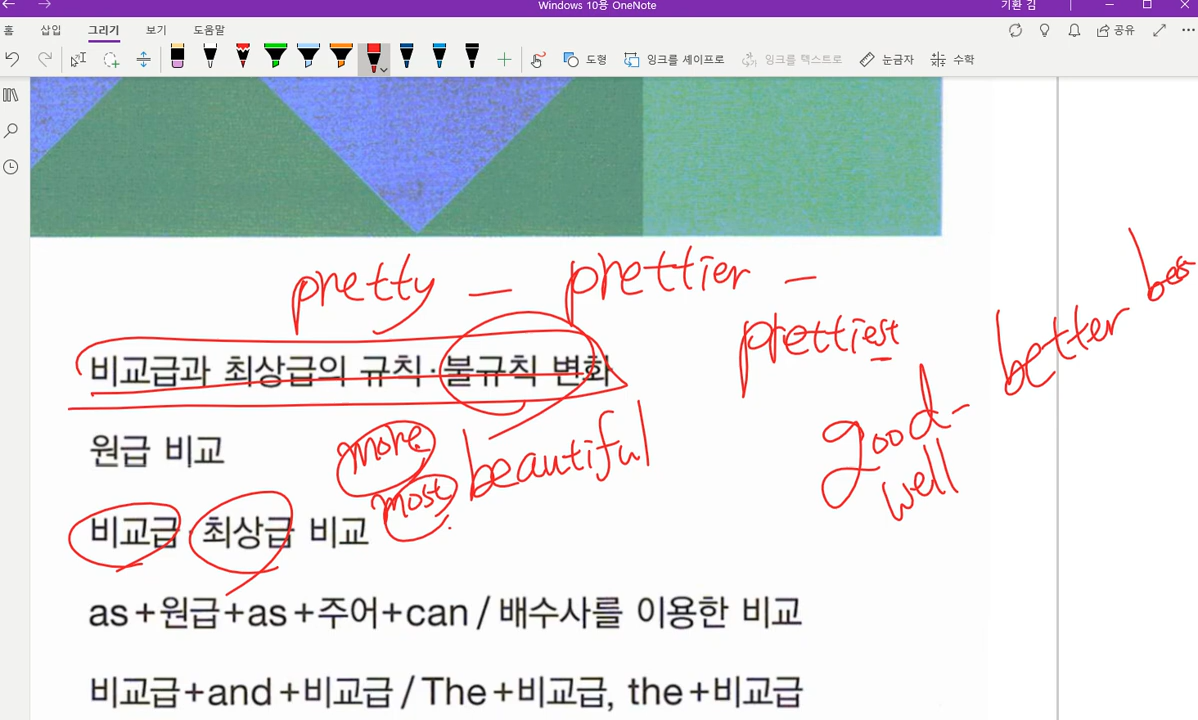 Windows 10용 OneNote 기환 김
홈 삽입 그리기 보기 도움말 공유
도형 잉크를 셰이프로 잉크를 텍스트로 눈금자 수학
pretty – prettier –
prettiest
비교급과 최상급의 규칙·불규칙 변화
good – better bes
well
원급 비교
more beautiful
most
비교급·최상급 비교
as+원급+as+주어+can / 배수사를 이용한 비교
비교급+and+비교급 / The+비교급, the+비교급